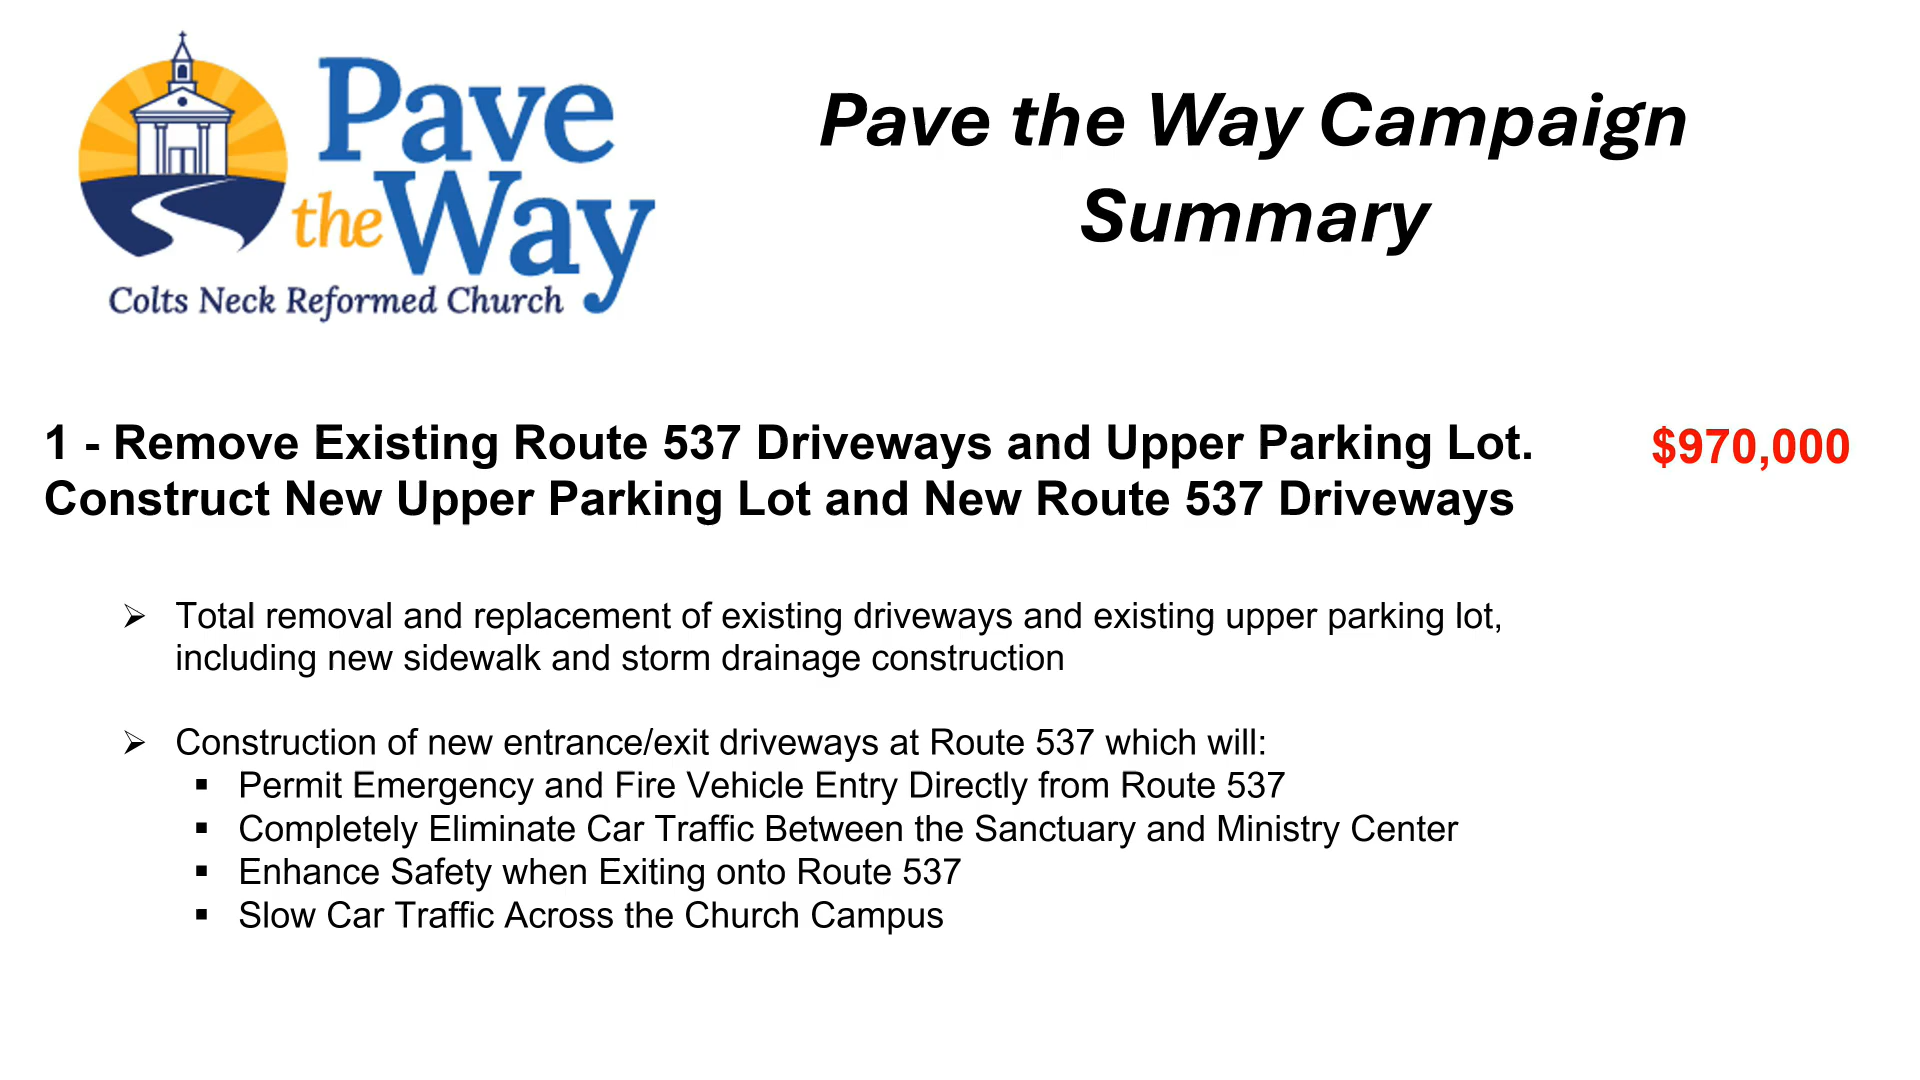 Pave
the Way
Colts Neck Reformed Church
Pave the Way Campaign
Summary
1 - Remove Existing Route 537 Driveways and Upper Parking Lot.
$970,000
Construct New Upper Parking Lot and New Route 537 Driveways
➢ Total removal and replacement of existing driveways and existing upper parking lot,
including new sidewalk and storm drainage construction
➢ Construction of new entrance/exit driveways at Route 537 which will:
▪ Permit Emergency and Fire Vehicle Entry Directly from Route 537
▪ Completely Eliminate Car Traffic Between the Sanctuary and Ministry Center
▪ Enhance Safety when Exiting onto Route 537
▪ Slow Car Traffic Across the Church Campus